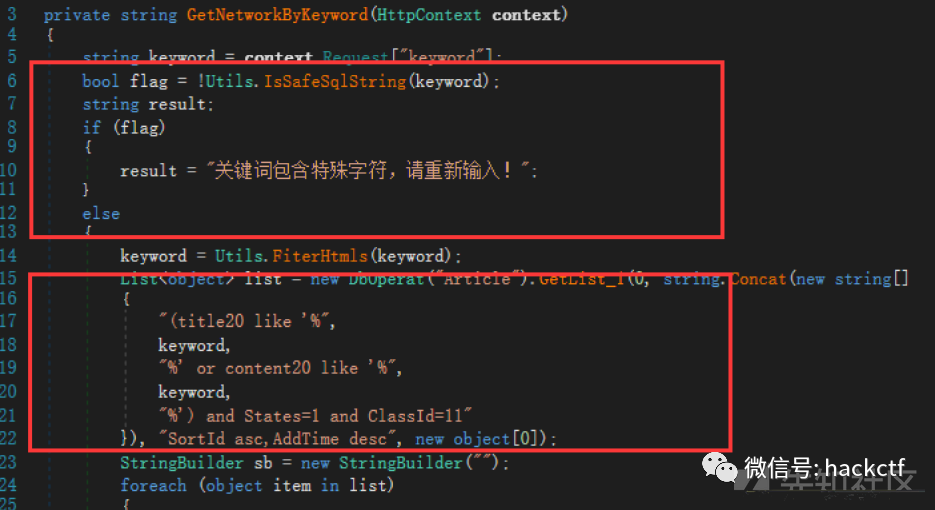 3 private string GetNetworkByKeyword(HttpContext context)
4 {
5 string keyword = context.Request["keyword"];
6 bool flag = !Utils.IsSafeSqlString(keyword);
7 string result;
8 if (flag)
9 {
10 result = "关键词包含特殊字符，请重新输入！";
11 }
12 else
13 {
14 keyword = Utils.FiterHtmls(keyword);
15 List<object> list = new DbOperat("Article").GetList_1(0, string.Concat(new string[]
16 {
17 "(title20 like '%",
18 keyword,
19 "%' or content20 like '%",
20 keyword,
21 "%') and States=1 and ClassId=11"
22 }), "SortId asc,AddTime desc", new object[0]);
23 StringBuilder sb = new StringBuilder("");
24 foreach (object item in list)
25 {
微信号: hackctf
先知社区